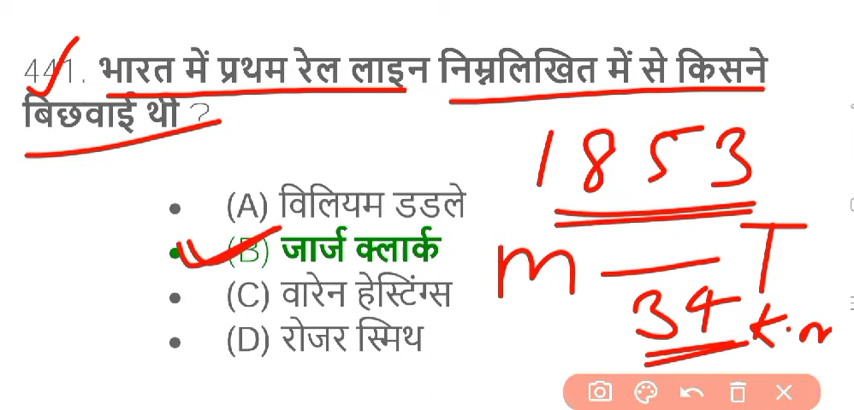 441. भारत में प्रथम रेल लाइन निम्नलिखित में से किसने
बिछवाई थी ?
1853
• (A) विलियम डडले
• (B) जार्ज क्लार्क
m — T
• (C) वारेन हेस्टिंग्स
34 k.m
• (D) रोजर स्मिथ